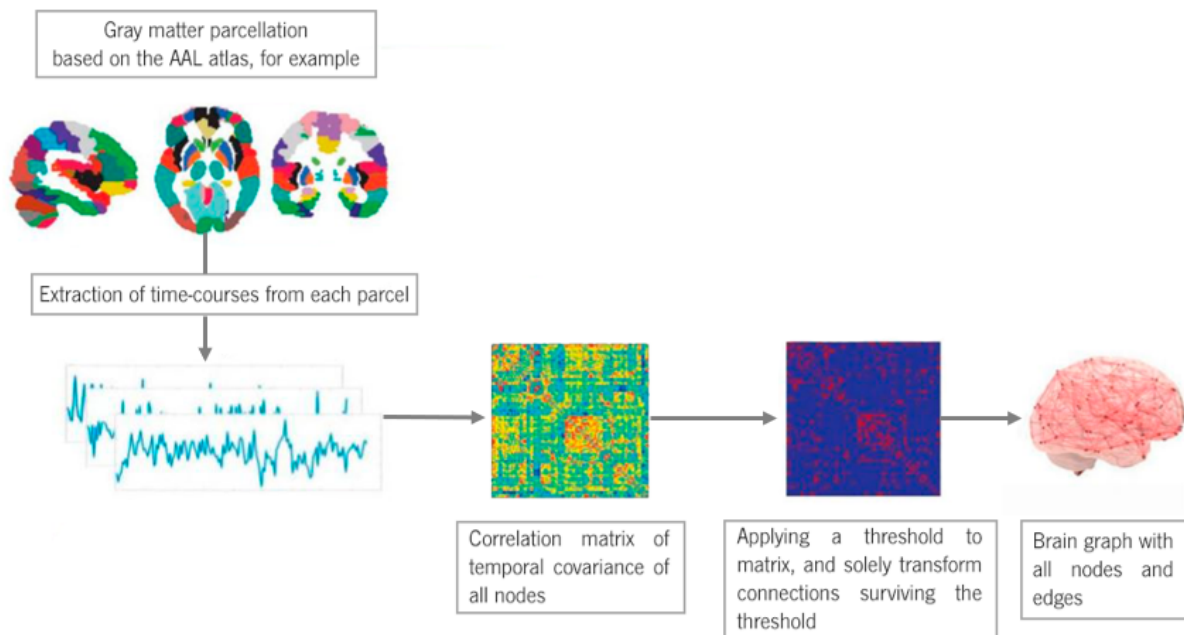 Gray matter parcellation
based on the AAL atlas, for example
Extraction of time-courses from each parcel
Correlation matrix of
temporal covariance of
all nodes
Applying a threshold to
matrix, and solely transform
connections surviving the
threshold
Brain graph with
all nodes and
edges